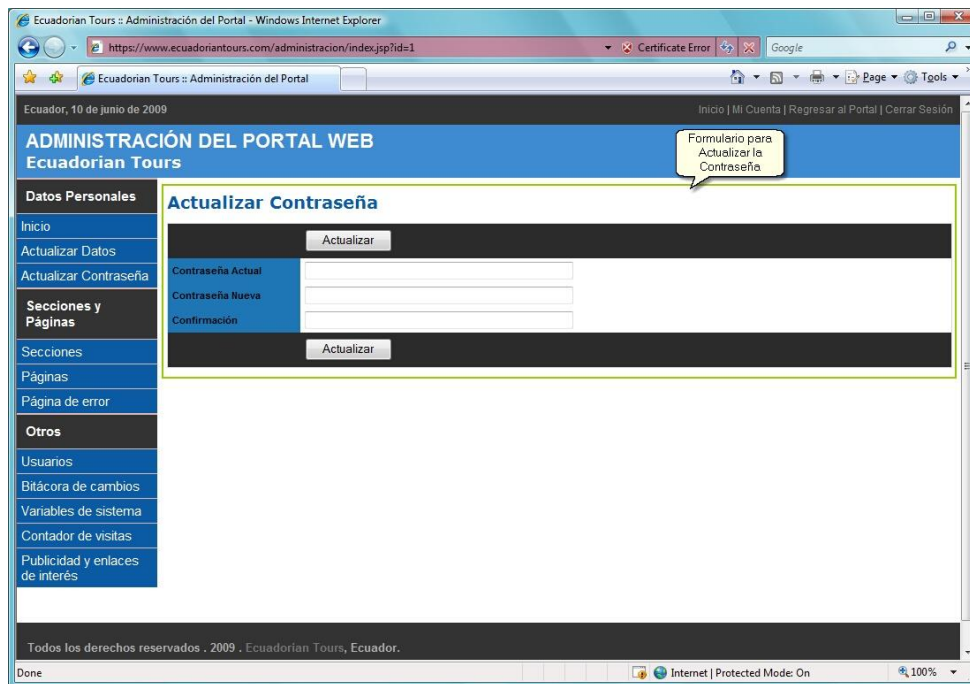 Ecuadorian Tours :: Administración del Portal - Windows Internet Explorer
https://www.ecuadoriantours.com/administracion/index.jsp?id=1
Certificate Error
Google
Ecuadorian Tours :: Administración del Portal
Page
Tools
Ecuador, 10 de junio de 2009
Inicio | Mi Cuenta | Regresar al Portal | Cerrar Sesión
ADMINISTRACIÓN DEL PORTAL WEB
Ecuadorian Tours
Formulario para
Actualizar la
Contraseña
Datos Personales
Inicio
Actualizar Datos
Actualizar Contraseña
Secciones y
Páginas
Secciones
Páginas
Página de error
Otros
Usuarios
Bitácora de cambios
Variables de sistema
Contador de visitas
Publicidad y enlaces
de interés
Actualizar Contraseña
Actualizar
Contraseña Actual
Contraseña Nueva
Confirmación
Actualizar
Todos los derechos reservados . 2009 . Ecuadorian Tours, Ecuador.
Done
Internet | Protected Mode: On
100%